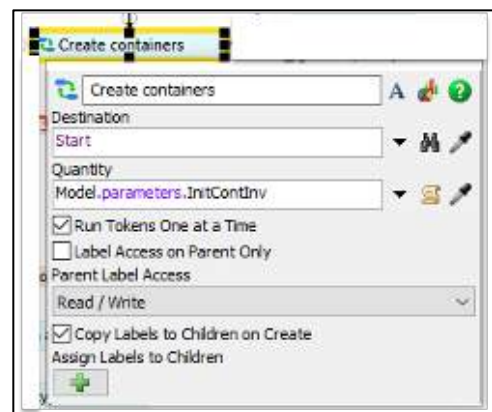 Create containers
Create containers
Destination
Start
Quantity
Model.parameters.InitContInv
Run Tokens One at a Time
Label Access on Parent Only
Parent Label Access
Read / Write
Copy Labels to Children on Create
Assign Labels to Children